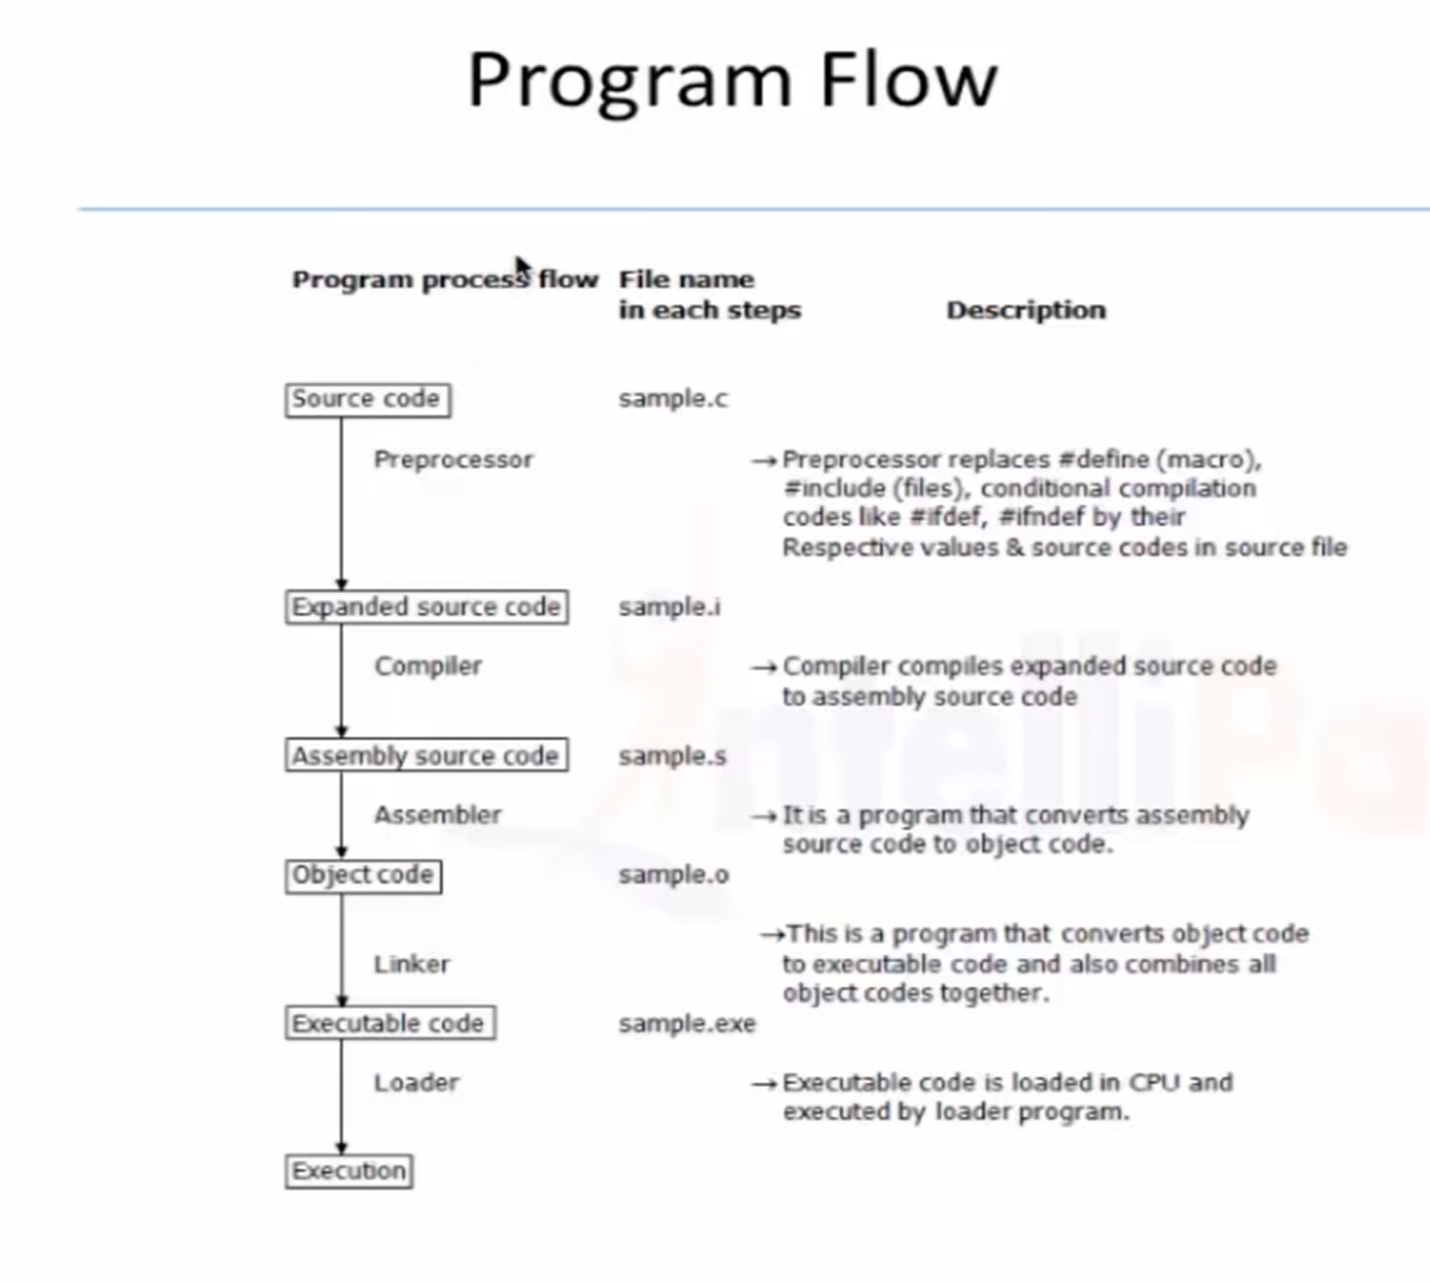 Program Flow
Program process flow
File name
in each steps
Description
Source code
sample.c
Preprocessor
→Preprocessor replaces #define (macro),
#include (files), conditional compilation
codes like #ifdef, #ifndef by their
Respective values & source codes in source file
Expanded source code
sample.i
Compiler
→Compiler compiles expanded source code
to assembly source code
Assembly source code
sample.s
Assembler
→It is a program that converts assembly
source code to object code.
Object code
sample.o
Linker
→This is a program that converts object code
to executable code and also combines all
object codes together.
Executable code
sample.exe
Loader
→Executable code is loaded in CPU and
executed by loader program.
Execution
IntelliPa